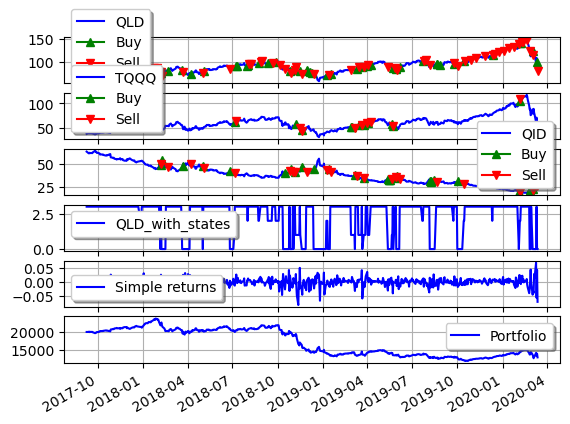 QLD
Buy
Sell
150
100
TQQQ
Buy
Sell
100
50
QID
Buy
Sell
50
25
QLD_with_states
2.5
0.0
Simple returns
0.05
0.00
−0.05
Portfolio
20000
15000
2017-10
2018-01
2018-04
2018-07
2018-10
2019-01
2019-04
2019-07
2019-10
2020-01
2020-04